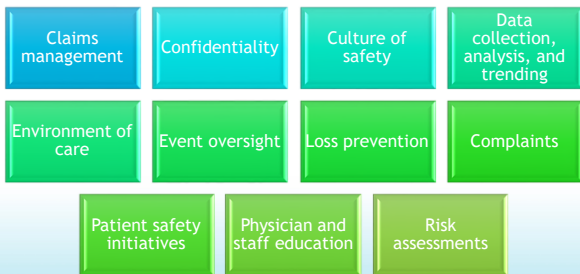 Claims
management
Confidentiality
Culture of
safety
Data
collection,
analysis, and
trending
Environment of
care
Event oversight
Loss prevention
Complaints
Patient safety
initiatives
Physician and
staff education
Risk
assessments